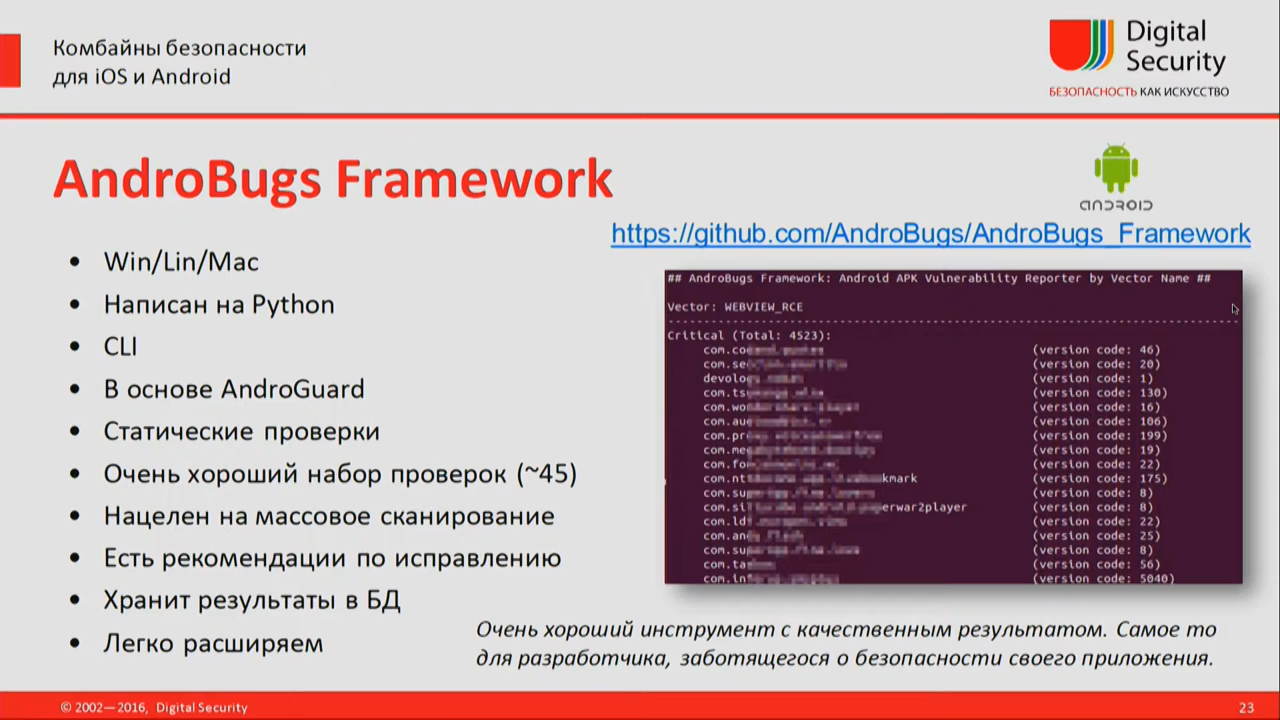 Комбайны безопасности
для iOS и Android
Digital
Security
БЕЗОПАСНОСТЬ КАК ИСКУССТВО
AndroBugs Framework
ANDROID
https://github.com/AndroBugs/AndroBugs_Framework
• Win/Lin/Mac
• Написан на Python
• CLI
• В основе AndroGuard
• Статические проверки
• Очень хороший набор проверок (~45)
• Нацелен на массовое сканирование
• Есть рекомендации по исправлению
• Хранит результаты в БД
• Легко расширяем
## AndroBugs Framework: Android APK Vulnerability Reporter by Vector Name ##
Vector: WEBVIEW_RCE
Critical (Total: 4523):
(version code: 46)
(version code: 20)
(version code: 1)
(version code: 130)
(version code: 16)
(version code: 106)
(version code: 199)
(version code: 19)
(version code: 22)
(version code: 175)
(version code: 8)
(version code: 8)
(version code: 22)
(version code: 25)
(version code: 8)
(version code: 56)
(version code: 5040)
Очень хороший инструмент с качественным результатом. Самое то
для разработчика, заботящегося о безопасности своего приложения.
© 2002—2016, Digital Security
23